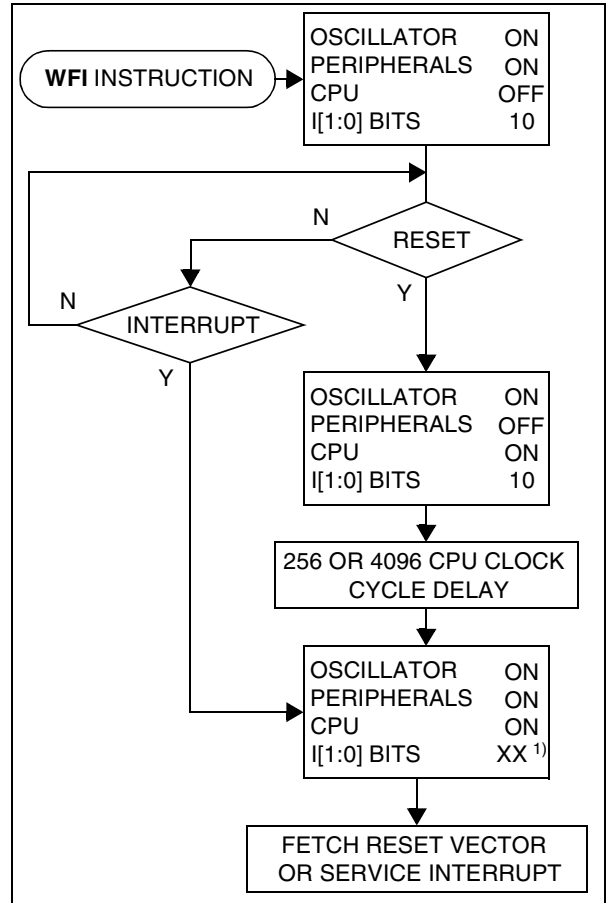 WFI INSTRUCTION
OSCILLATOR ON
PERIPHERALS ON
CPU OFF
I[1:0] BITS 10
N
RESET
N
INTERRUPT
Y
Y
OSCILLATOR ON
PERIPHERALS OFF
CPU ON
I[1:0] BITS 10
256 OR 4096 CPU CLOCK
CYCLE DELAY
OSCILLATOR ON
PERIPHERALS ON
CPU ON
I[1:0] BITS XX 1)
FETCH RESET VECTOR
OR SERVICE INTERRUPT